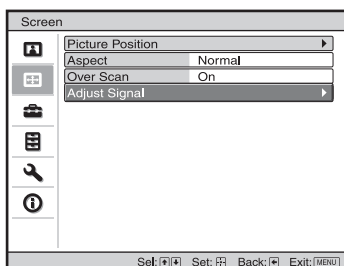 Screen
Picture Position
Aspect Normal
Over Scan On
Adjust Signal
Sel: Set: Back: Exit: MENU